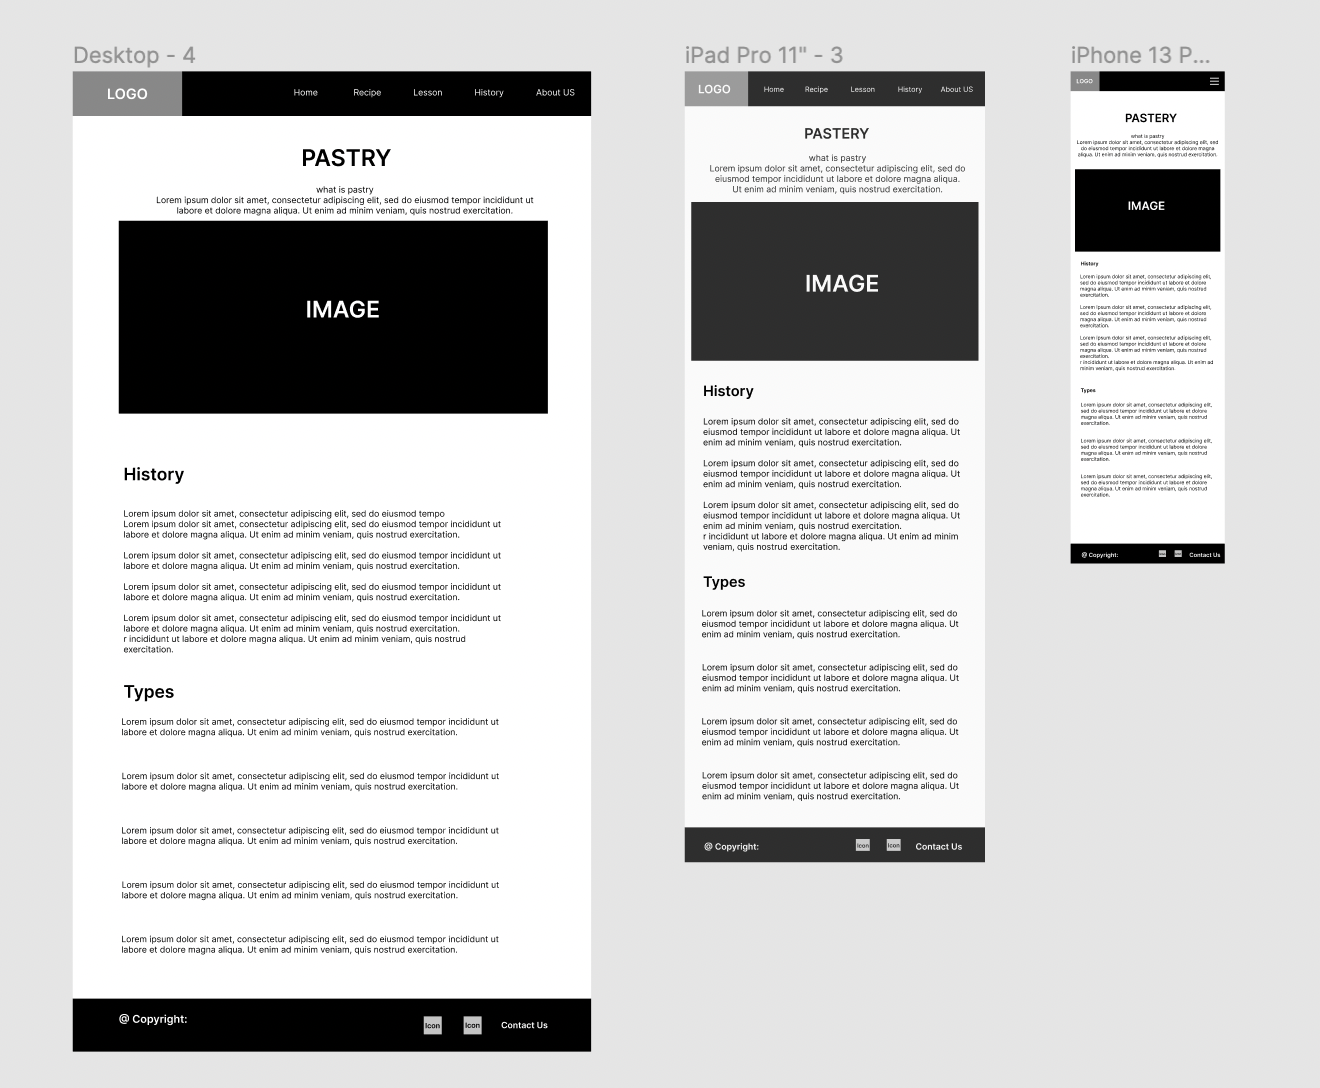 Desktop - 4
LOGO
Home
Recipe
Lesson
History
About US
PASTRY
what is pastry
Lorem ipsum dolor sit amet, consectetur adipiscing elit, sed do eiusmod tempor incididunt ut
labore et dolore magna aliqua. Ut enim ad minim veniam, quis nostrud exercitation.
IMAGE
History
Lorem ipsum dolor sit amet, consectetur adipiscing elit, sed do eiusmod tempo
Lorem ipsum dolor sit amet, consectetur adipiscing elit, sed do eiusmod tempor incididunt ut
labore et dolore magna aliqua. Ut enim ad minim veniam, quis nostrud exercitation.
Lorem ipsum dolor sit amet, consectetur adipiscing elit, sed do eiusmod tempor incididunt ut
labore et dolore magna aliqua. Ut enim ad minim veniam, quis nostrud exercitation.
Lorem ipsum dolor sit amet, consectetur adipiscing elit, sed do eiusmod tempor incididunt ut
labore et dolore magna aliqua. Ut enim ad minim veniam, quis nostrud exercitation.
Lorem ipsum dolor sit amet, consectetur adipiscing elit, sed do eiusmod tempor incididunt ut
labore et dolore magna aliqua. Ut enim ad minim veniam, quis nostrud exercitation.
r incididunt ut labore et dolore magna aliqua. Ut enim ad minim veniam, quis nostrud
exercitation.
Types
Lorem ipsum dolor sit amet, consectetur adipiscing elit, sed do eiusmod tempor incididunt ut
labore et dolore magna aliqua. Ut enim ad minim veniam, quis nostrud exercitation.
Lorem ipsum dolor sit amet, consectetur adipiscing elit, sed do eiusmod tempor incididunt ut
labore et dolore magna aliqua. Ut enim ad minim veniam, quis nostrud exercitation.
Lorem ipsum dolor sit amet, consectetur adipiscing elit, sed do eiusmod tempor incididunt ut
labore et dolore magna aliqua. Ut enim ad minim veniam, quis nostrud exercitation.
Lorem ipsum dolor sit amet, consectetur adipiscing elit, sed do eiusmod tempor incididunt ut
labore et dolore magna aliqua. Ut enim ad minim veniam, quis nostrud exercitation.
Lorem ipsum dolor sit amet, consectetur adipiscing elit, sed do eiusmod tempor incididunt ut
labore et dolore magna aliqua. Ut enim ad minim veniam, quis nostrud exercitation.
@ Copyright:
Icon
Icon
Contact Us
iPad Pro 11" - 3
LOGO
Home
Recipe
Lesson
History
About US
PASTERY
what is pastry
Lorem ipsum dolor sit amet, consectetur adipiscing elit, sed do
eiusmod tempor incididunt ut labore et dolore magna aliqua.
Ut enim ad minim veniam, quis nostrud exercitation.
IMAGE
History
Lorem ipsum dolor sit amet, consectetur adipiscing elit, sed do
eiusmod tempor incididunt ut labore et dolore magna aliqua. Ut
enim ad minim veniam, quis nostrud exercitation.
Lorem ipsum dolor sit amet, consectetur adipiscing elit, sed do
eiusmod tempor incididunt ut labore et dolore magna aliqua. Ut
enim ad minim veniam, quis nostrud exercitation.
Lorem ipsum dolor sit amet, consectetur adipiscing elit, sed do
eiusmod tempor incididunt ut labore et dolore magna aliqua. Ut
enim ad minim veniam, quis nostrud exercitation.
r incididunt ut labore et dolore magna aliqua. Ut enim ad minim
veniam, quis nostrud exercitation.
Types
Lorem ipsum dolor sit amet, consectetur adipiscing elit, sed do
eiusmod tempor incididunt ut labore et dolore magna aliqua. Ut
enim ad minim veniam, quis nostrud exercitation.
Lorem ipsum dolor sit amet, consectetur adipiscing elit, sed do
eiusmod tempor incididunt ut labore et dolore magna aliqua. Ut
enim ad minim veniam, quis nostrud exercitation.
Lorem ipsum dolor sit amet, consectetur adipiscing elit, sed do
eiusmod tempor incididunt ut labore et dolore magna aliqua. Ut
enim ad minim veniam, quis nostrud exercitation.
Lorem ipsum dolor sit amet, consectetur adipiscing elit, sed do
eiusmod tempor incididunt ut labore et dolore magna aliqua. Ut
enim ad minim veniam, quis nostrud exercitation.
@ Copyright:
Icon
Icon
Contact Us
iPhone 13 P...
LOGO
PASTERY
what is pastry
Lorem ipsum dolor sit amet, consectetur adipiscing elit, sed
do eiusmod tempor incididunt ut labore et dolore magna
aliqua. Ut enim ad minim veniam, quis nostrud exercitation.
IMAGE
History
Lorem ipsum dolor sit amet, consectetur adipiscing elit,
sed do eiusmod tempor incididunt ut labore et dolore
magna aliqua. Ut enim ad minim veniam, quis nostrud
exercitation.
Lorem ipsum dolor sit amet, consectetur adipiscing elit,
sed do eiusmod tempor incididunt ut labore et dolore
magna aliqua. Ut enim ad minim veniam, quis nostrud
exercitation.
Lorem ipsum dolor sit amet, consectetur adipiscing elit,
sed do eiusmod tempor incididunt ut labore et dolore
magna aliqua. Ut enim ad minim veniam, quis nostrud
exercitation.
r incididunt ut labore et dolore magna aliqua. Ut enim ad
minim veniam, quis nostrud exercitation.
Types
Lorem ipsum dolor sit amet, consectetur adipiscing elit,
sed do eiusmod tempor incididunt ut labore et dolore
magna aliqua. Ut enim ad minim veniam, quis nostrud
exercitation.
Lorem ipsum dolor sit amet, consectetur adipiscing elit,
sed do eiusmod tempor incididunt ut labore et dolore
magna aliqua. Ut enim ad minim veniam, quis nostrud
exercitation.
Lorem ipsum dolor sit amet, consectetur adipiscing elit,
sed do eiusmod tempor incididunt ut labore et dolore
magna aliqua. Ut enim ad minim veniam, quis nostrud
exercitation.
@ Copyright:
Contact Us